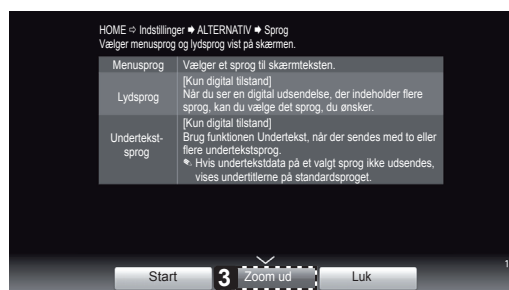 HOME ⇨ Indstillinger ➧ ALTERNATIV ➧ Sprog
Vælger menusprog og lydsprog vist på skærmen.
Menusprog
Vælger et sprog til skærmteksten.
Lydsprog
[Kun digital tilstand]
Når du ser en digital udsendelse, der indeholder flere
sprog, kan du vælge det sprog, du ønsker.
Undertekst-
sprog
[Kun digital tilstand]
Brug funktionen Undertekst, når der sendes med to eller
flere undertekstsprog.
✎ Hvis undertekstdata på et valgt sprog ikke udsendes,
vises undertitlerne på standardsproget.
1
Start
3
Zoom ud
Luk